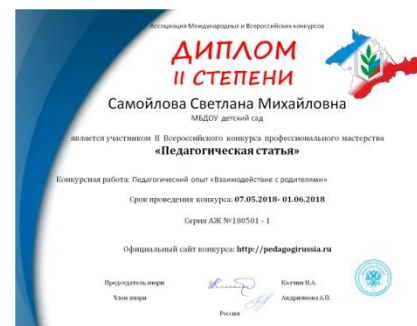 Ассоциация Международных и Всероссийских конкурсов
ДИПЛОМ
II СТЕПЕНИ
Самойлова Светлана Михайловна
МБДОУ детский сад
является участником II Всероссийского конкурса профессионального мастерства
«Педагогическая статья»
Конкурсная работа: Педагогический опыт «Взаимодействие с родителями»
Срок проведения конкурса: 07.05.2018- 01.06.2018
Серия АЖ №180501 - 1
Официальный сайт конкурса: http://pedagogirussia.ru
Председатель жюри Колчин Н.А.
Член жюри Андриянова А.П.
Россия